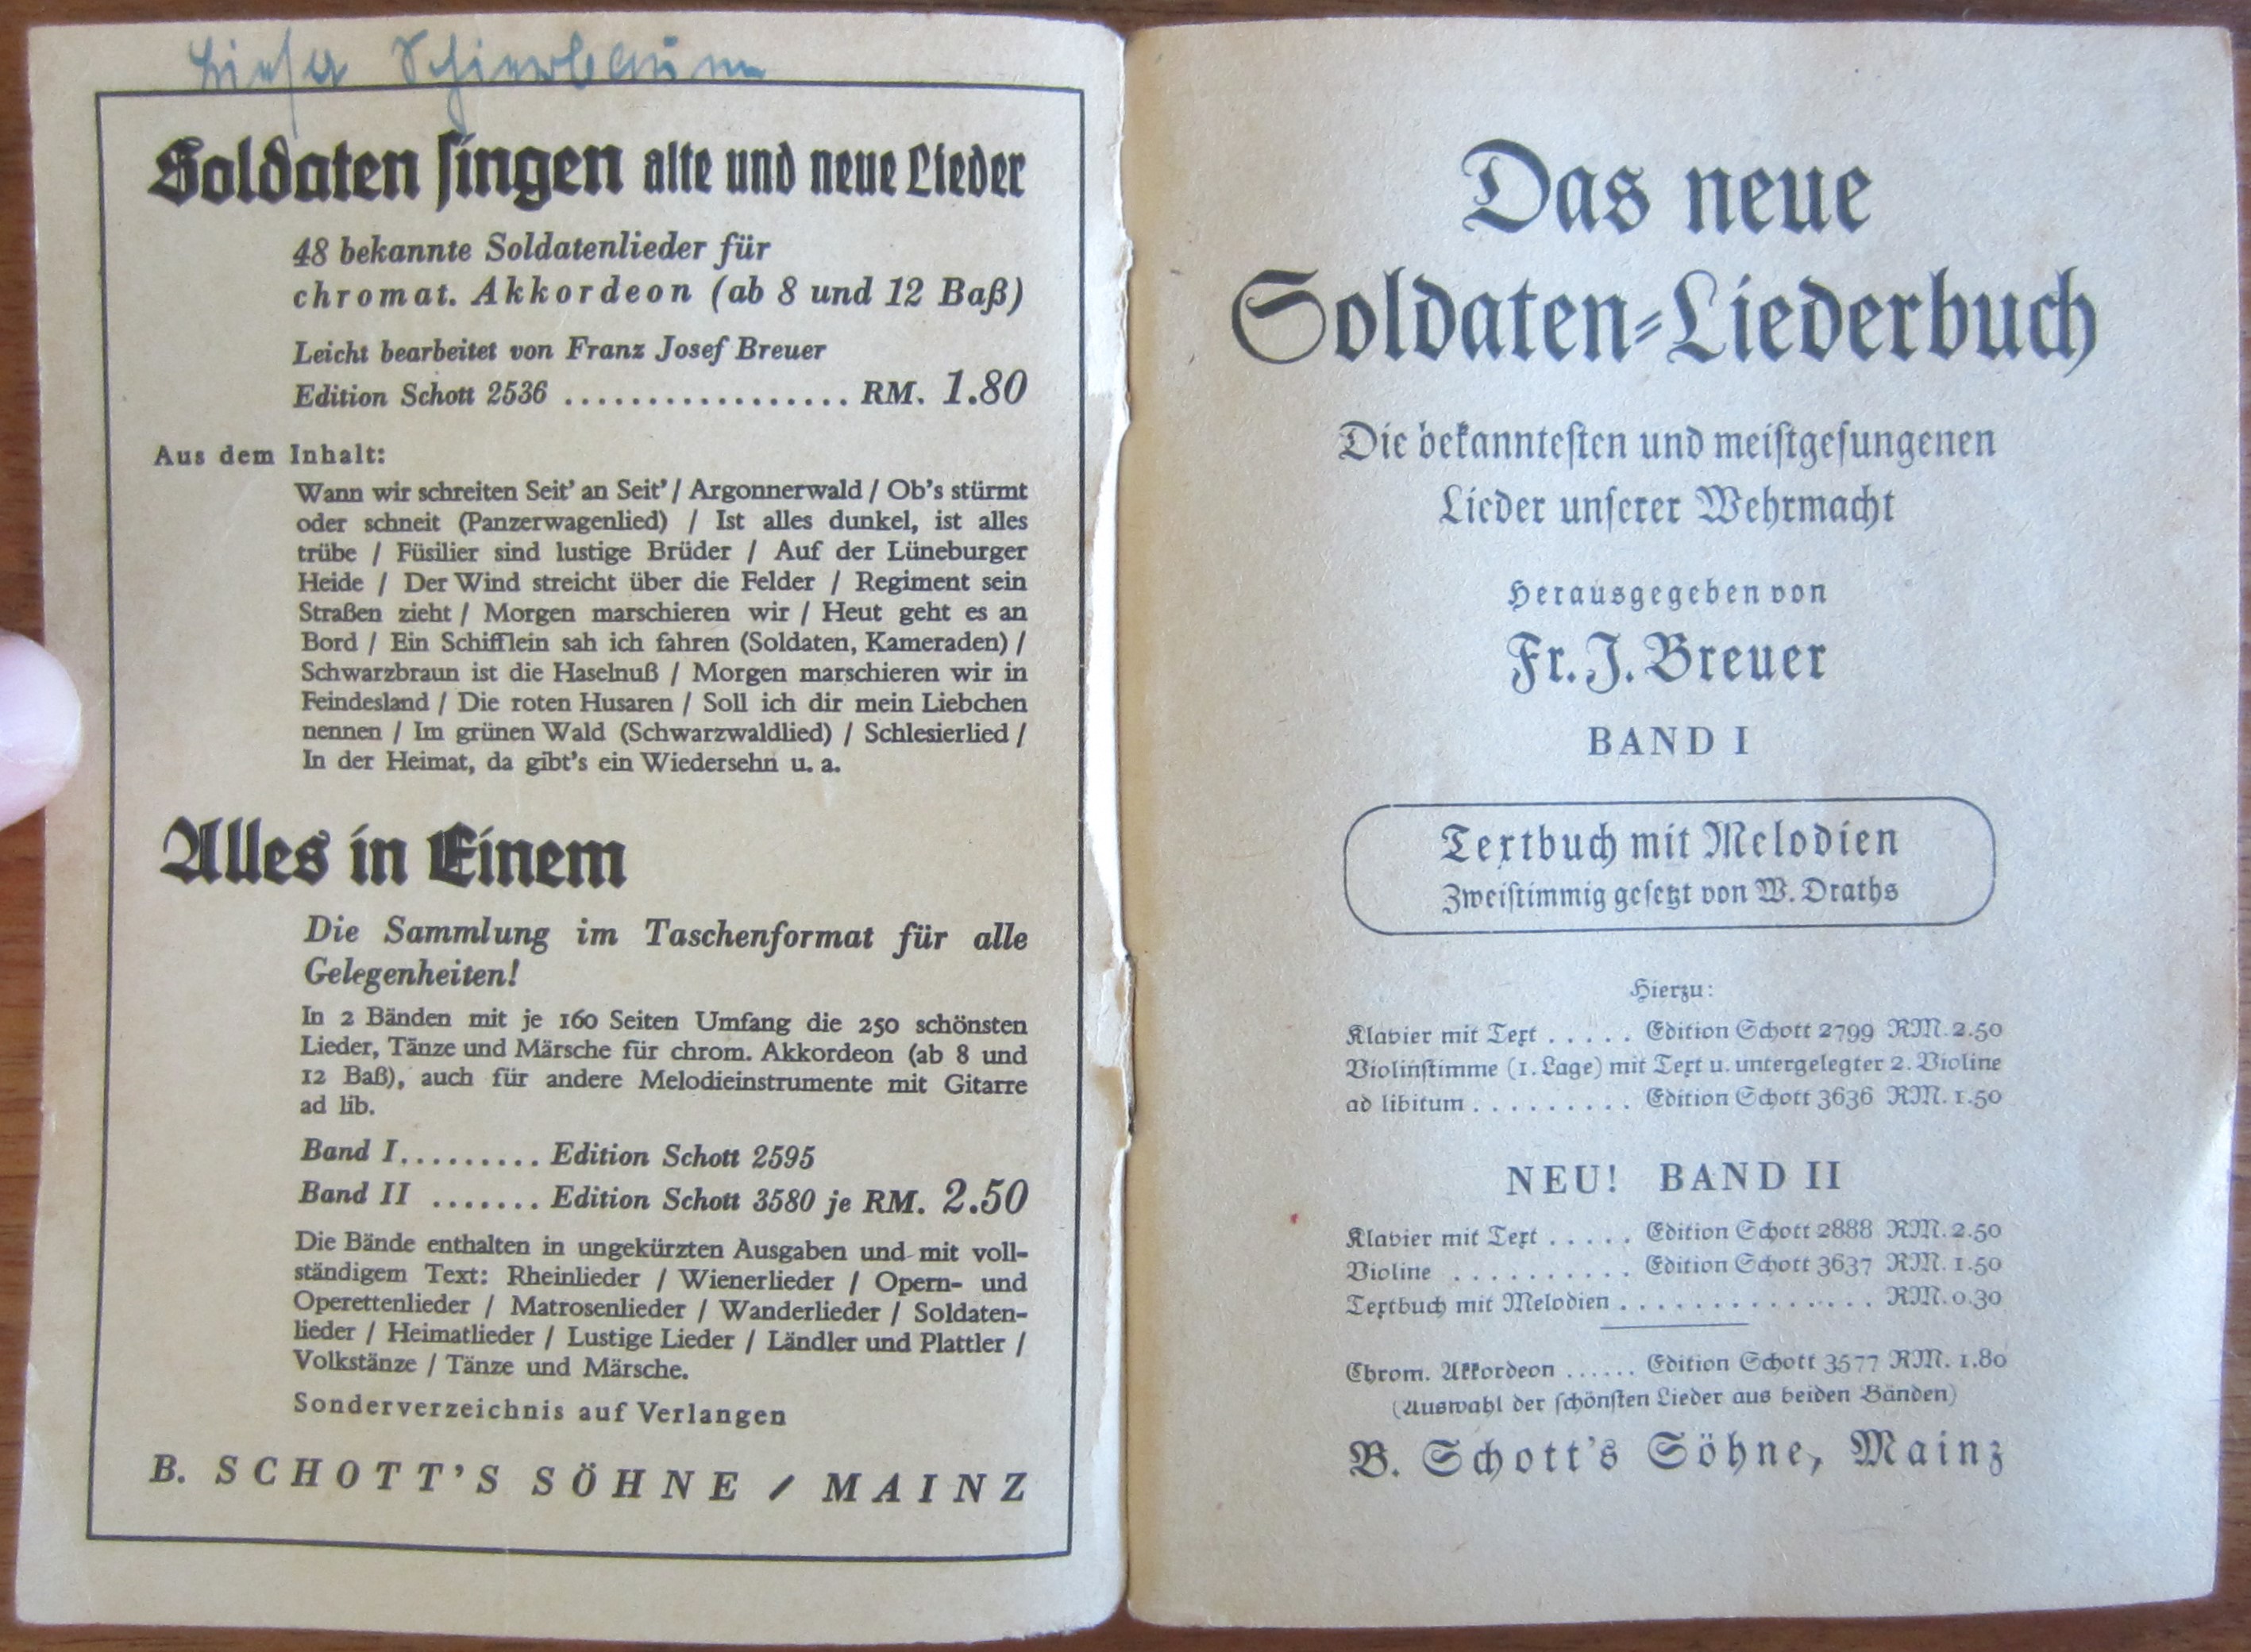 Soldaten singen alte und neue Lieder
48 bekannte Soldatenlieder für
chromat. Akkordeon (ab 8 und 12 Baß)
Leicht bearbeitet von Franz Josef Breuer
Edition Schott 2536 ................. RM. 1.80
Aus dem Inhalt:
Wann wir schreiten Seit' an Seit' / Argonnerwald / Ob's stürmt
oder schneit (Panzerwagenlied) / Ist alles dunkel, ist alles
trübe / Füsilier sind lustige Brüder / Auf der Lüneburger
Heide / Der Wind streicht über die Felder / Regiment sein
Straßen zieht / Morgen marschieren wir / Heut geht es an
Bord / Ein Schifflein sah ich fahren (Soldaten, Kameraden) /
Schwarzbraun ist die Haselnuß / Morgen marschieren wir in
Feindesland / Die roten Husaren / Soll ich dir mein Liebchen
nennen / Im grünen Wald (Schwarzwaldlied) / Schlesierlied /
In der Heimat, da gibt's ein Wiedersehn u. a.
Alles in Einem
Die Sammlung im Taschenformat für alle
Gelegenheiten!
In 2 Bänden mit je 160 Seiten Umfang die 250 schönsten
Lieder, Tänze und Märsche für chrom. Akkordeon (ab 8 und
12 Baß), auch für andere Melodieinstrumente mit Gitarre
ad lib.
Band I......... Edition Schott 2595
Band II ....... Edition Schott 3580 je RM. 2.50
Die Bände enthalten in ungekürzten Ausgaben und mit voll-
ständigem Text: Rheinlieder / Wienerlieder / Opern- und
Operettenlieder / Matrosenlieder / Wanderlieder / Soldaten-
lieder / Heimatlieder / Lustige Lieder / Ländler und Plattler /
Volkstänze / Tänze und Märsche.
Sonderverzeichnis auf Verlangen
B. SCHOTT'S SÖHNE / MAINZ
Das neue
Soldaten-Liederbuch
Die bekanntesten und meistgesungenen
Lieder unserer Wehrmacht
Herausgegeben von
Fr. J. Breuer
BAND I
Textbuch mit Melodien
Zweistimmig gesetzt von W. Draths
Hierzu:
Klavier mit Text ..... Edition Schott 2799 RM. 2.50
Violinstimme (1. Lage) mit Text u. untergelegter 2. Violine
ad libitum ......... Edition Schott 3636 RM. 1.50
NEU! BAND II
Klavier mit Text ..... Edition Schott 2888 RM. 2.50
Violine .......... Edition Schott 3637 RM. 1.50
Textbuch mit Melodien .............. RM. 0.30
Chrom. Akkordeon ...... Edition Schott 3577 RM. 1.80
(Auswahl der schönsten Lieder aus beiden Bänden)
B. Schott's Söhne, Mainz